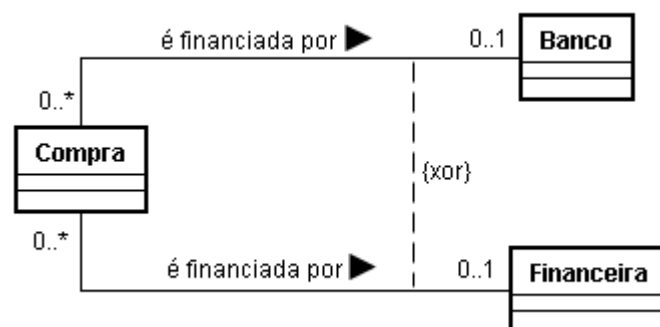 é financiada por ▶ 0..1 Banco
0..*
Compra
{xor}
0..*
é financiada por ▶ 0..1 Financeira